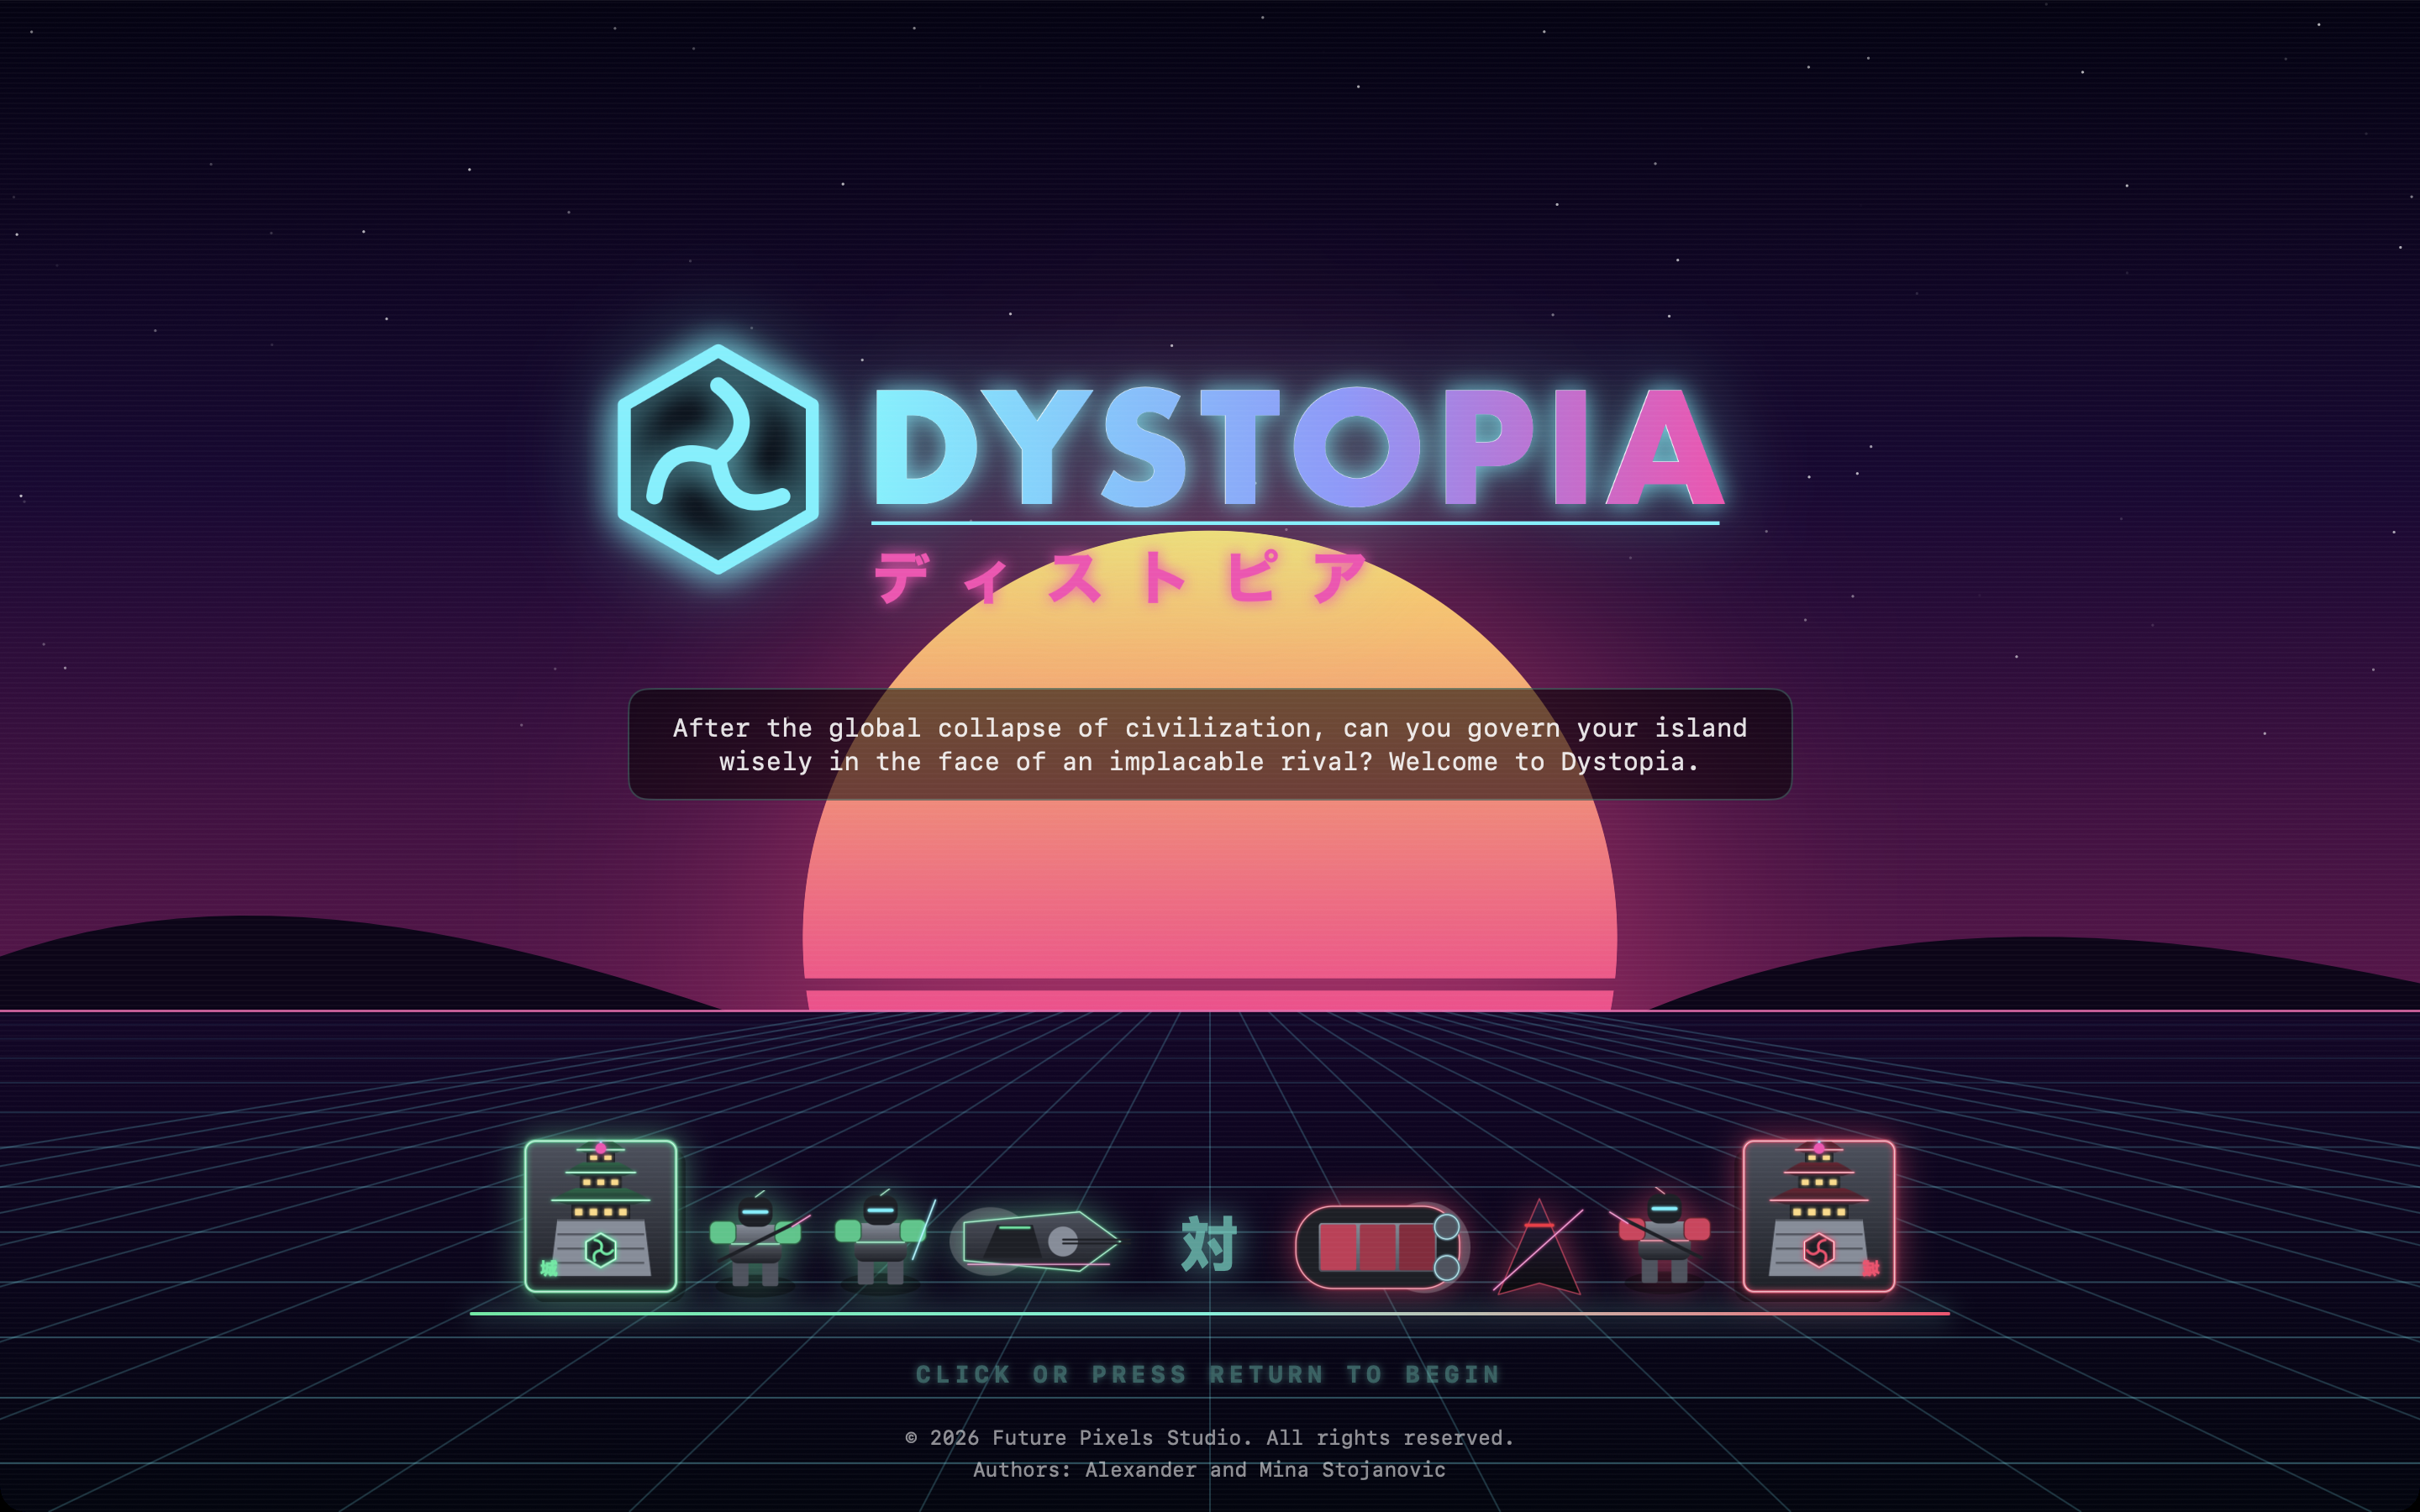 DYSTOPIA
ディストピア
After the global collapse of civilization, can you govern your island
wisely in the face of an implacable rival? Welcome to Dystopia.
対
CLICK OR PRESS RETURN TO BEGIN
© 2026 Future Pixels Studio. All rights reserved.
Authors: Alexander and Mina Stojanovic